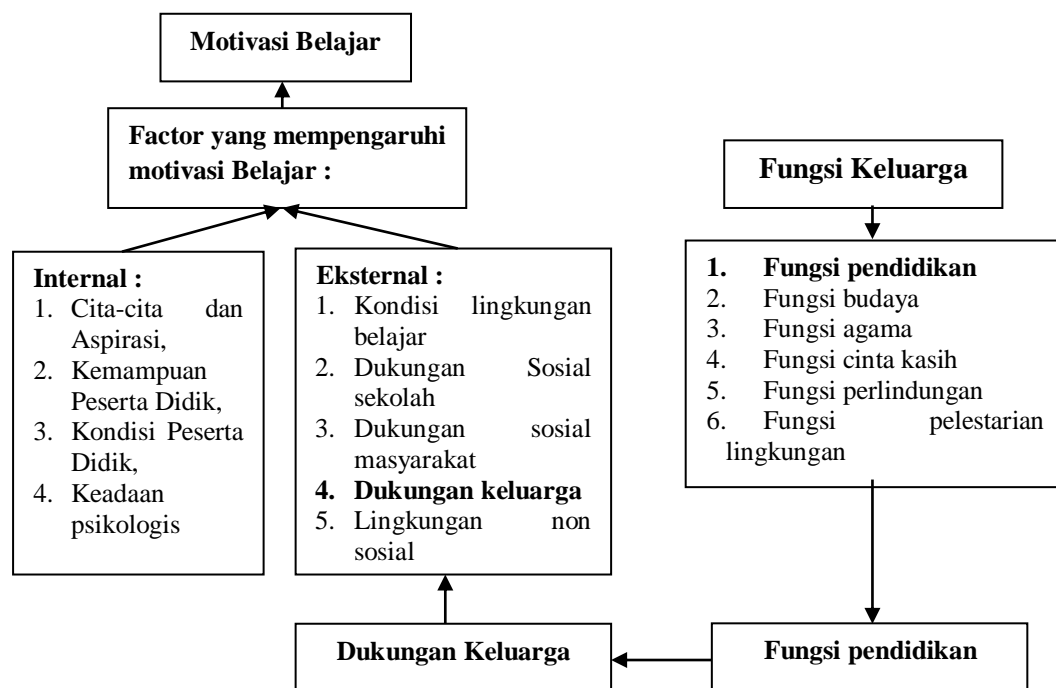 Motivasi Belajar
Factor yang mempengaruhi
motivasi Belajar :
Internal :
1. Cita-cita dan
Aspirasi,
2. Kemampuan
Peserta Didik,
3. Kondisi Peserta
Didik,
4. Keadaan
psikologis
Eksternal :
1. Kondisi lingkungan
belajar
2. Dukungan Sosial
sekolah
3. Dukungan sosial
masyarakat
4. Dukungan keluarga
5. Lingkungan non
sosial
Fungsi Keluarga
1. Fungsi pendidikan
2. Fungsi budaya
3. Fungsi agama
4. Fungsi cinta kasih
5. Fungsi perlindungan
6. Fungsi pelestarian
lingkungan
Dukungan Keluarga
Fungsi pendidikan